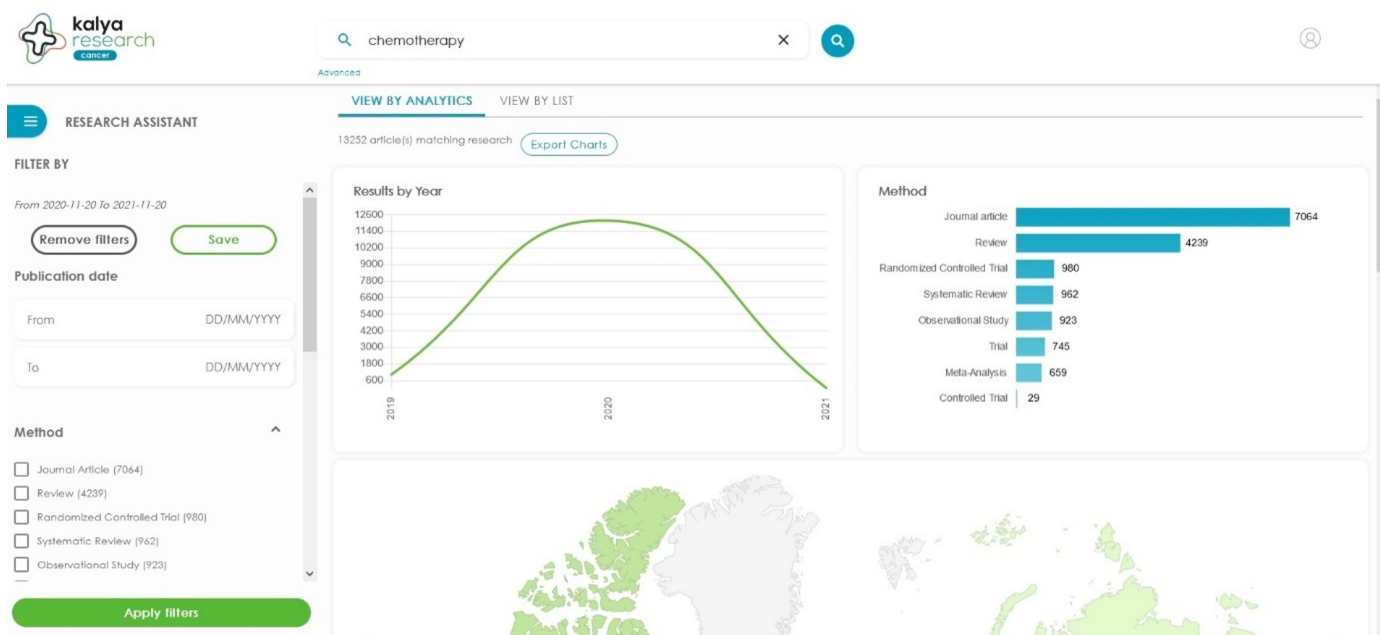 kalya
research
cancer
chemotherapy
Advanced
RESEARCH ASSISTANT
FILTER BY
From 2020-11-20 To 2021-11-20
Remove filters
Save
Publication date
From DD/MM/YYYY
To DD/MM/YYYY
Method
Journal Article (7064)
Review (4239)
Randomized Controlled Trial (980)
Systematic Review (962)
Observational Study (923)
Apply filters
VIEW BY ANALYTICS
VIEW BY LIST
13252 article(s) matching research
Export Charts
Results by Year
12600
11400
10200
9000
7800
6600
5400
4200
3000
1800
600
2019
2020
2021
Method
Journal article 7064
Review 4239
Randomized Controlled Trial 980
Systematic Review 962
Observational Study 923
Trial 745
Meta-Analysis 659
Controlled Trial 29